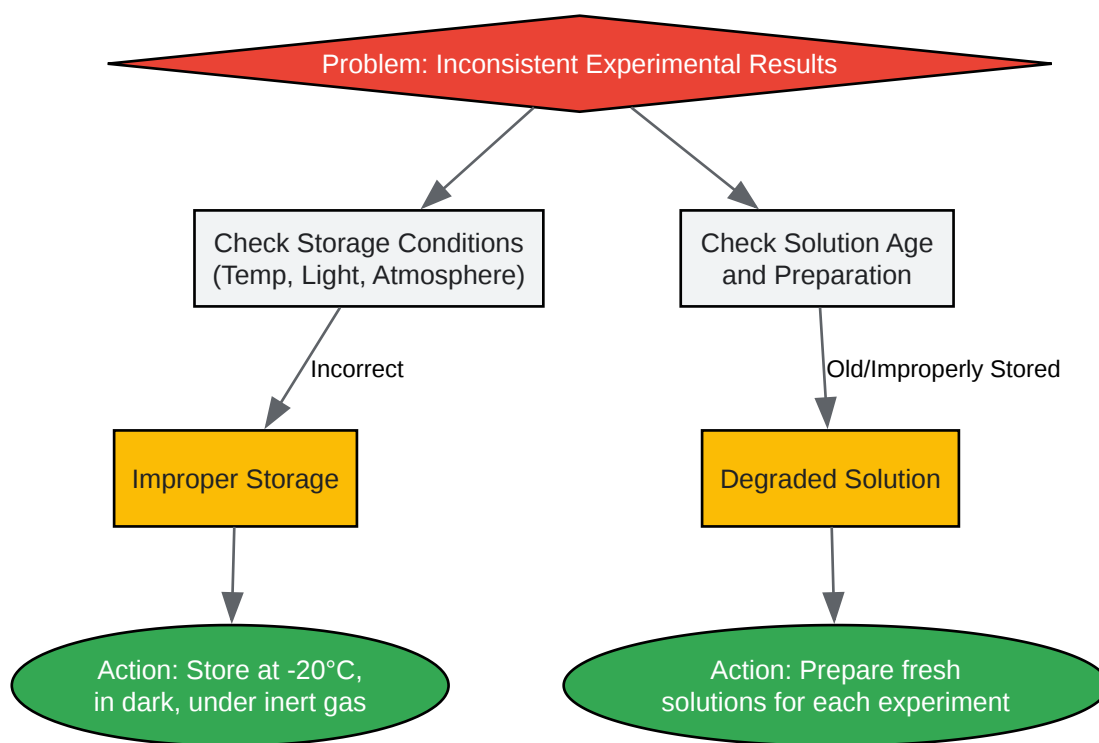 Problem: Inconsistent Experimental Results
Check Storage Conditions
(Temp, Light, Atmosphere)
Check Solution Age
and Preparation
Incorrect
Old/Improperly Stored
Improper Storage
Degraded Solution
Action: Store at -20°C,
in dark, under inert gas
Action: Prepare fresh
solutions for each experiment